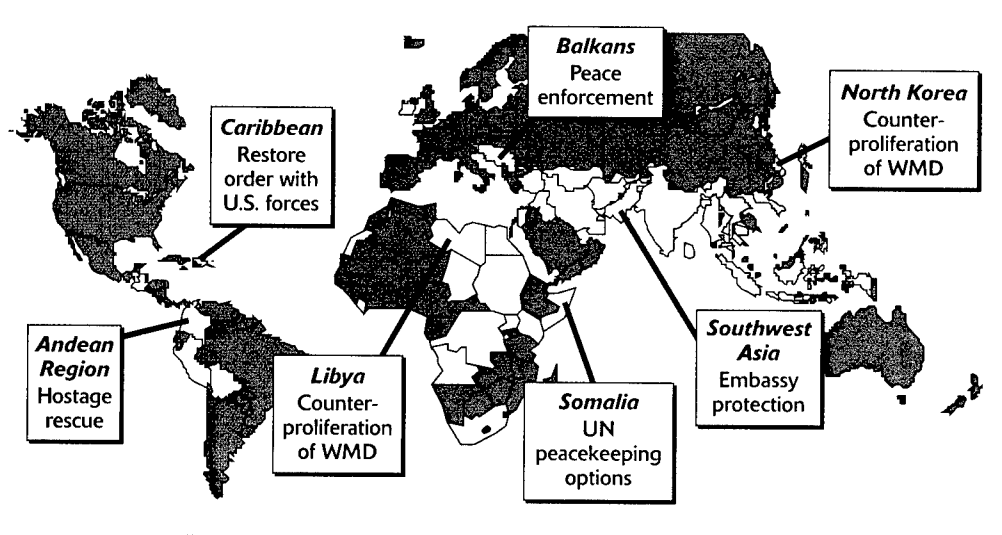 Balkans
Peace
enforcement
North Korea
Counter-
proliferation
of WMD
Caribbean
Restore
order with
U.S. forces
Andean
Region
Hostage
rescue
Libya
Counter-
proliferation
of WMD
Somalia
UN
peacekeeping
options
Southwest
Asia
Embassy
protection